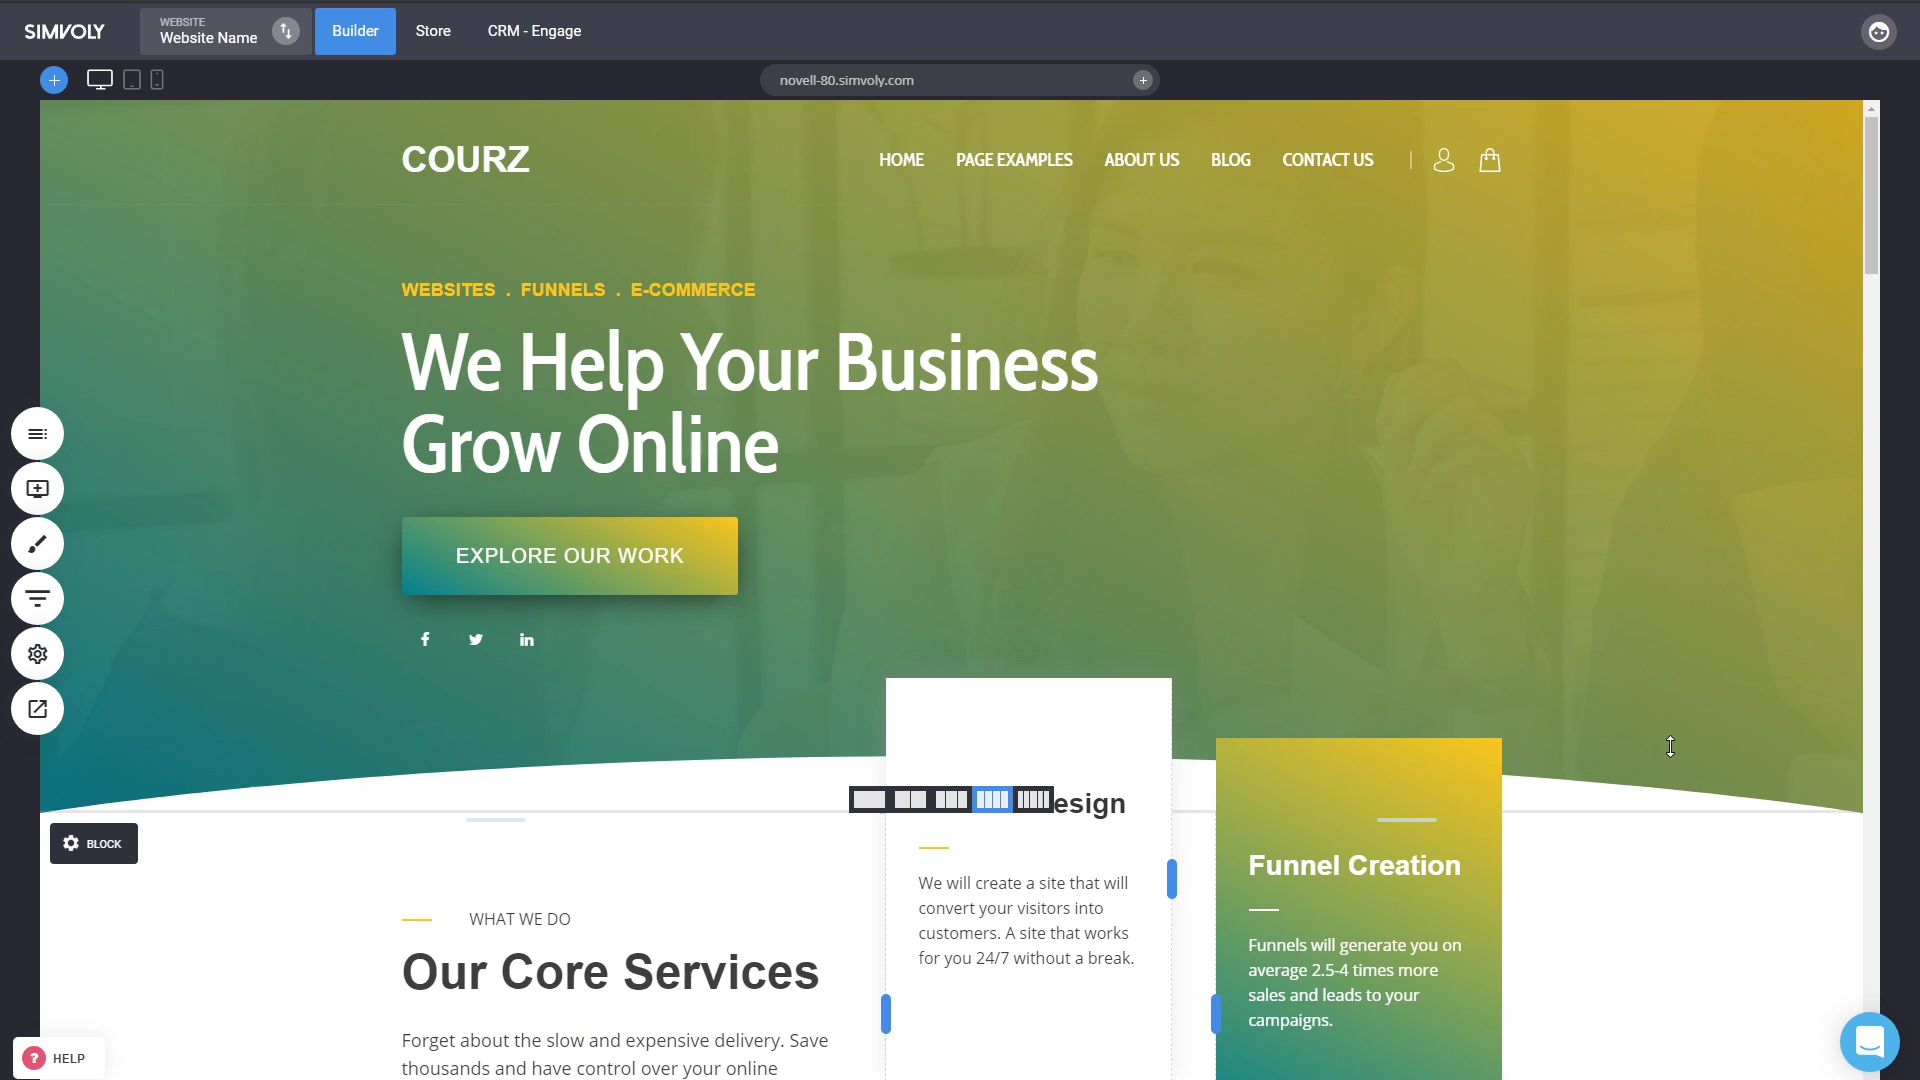 SIMVOLY
WEBSITE
Website Name
Builder
Store
CRM - Engage
novell-80.simvoly.com
COURZ
HOME
PAGE EXAMPLES
ABOUT US
BLOG
CONTACT US
WEBSITES . FUNNELS . E-COMMERCE
We Help Your Business
Grow Online
EXPLORE OUR WORK
esign
BLOCK
We will create a site that will
convert your visitors into
customers. A site that works
for you 24/7 without a break.
Funnel Creation
Funnels will generate you on
average 2.5-4 times more
sales and leads to your
campaigns.
WHAT WE DO
Our Core Services
Forget about the slow and expensive delivery. Save
thousands and have control over your online
? HELP